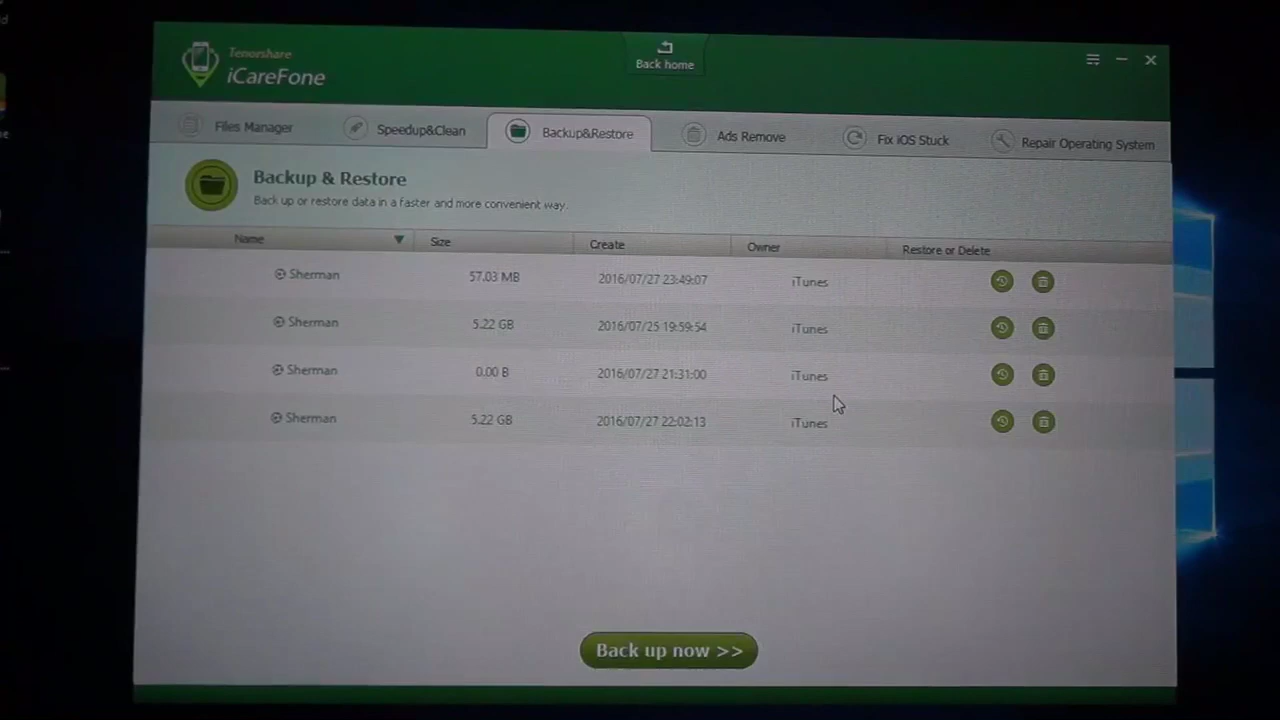 Tenorshare
iCareFone
Back home
Files Manager
Speedup&Clean
Backup&Restore
Ads Remove
Fix iOS Stuck
Repair Operating System
Backup & Restore
Back up or restore data in a faster and more convenient way.
Name Size Create Owner Restore or Delete
Sherman 57.03 MB 2016/07/27 23:49:07 iTunes
Sherman 5.22 GB 2016/07/25 19:59:54 iTunes
Sherman 0.00 B 2016/07/27 21:31:00 iTunes
Sherman 5.22 GB 2016/07/27 22:02:13 iTunes
Back up now >>